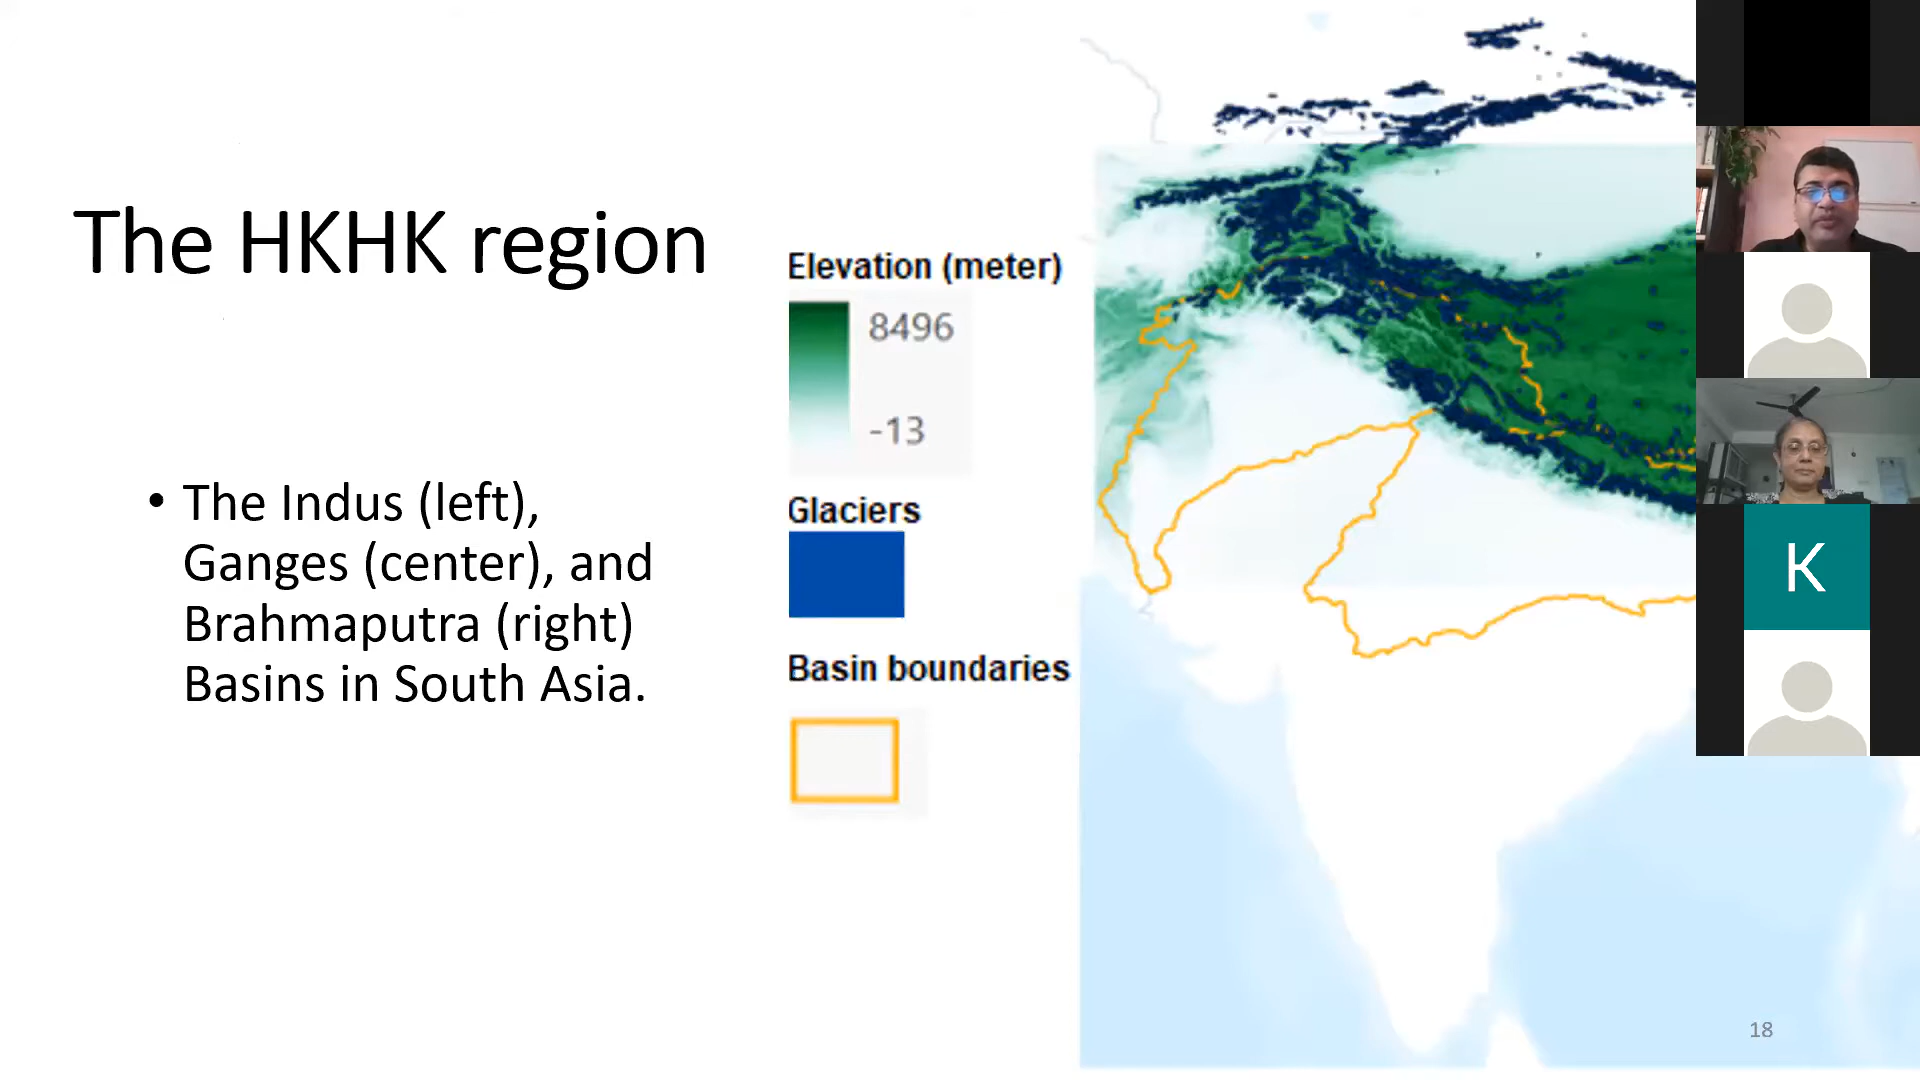 The HKHK region
• The Indus (left),
Ganges (center), and
Brahmaputra (right)
Basins in South Asia.
Elevation (meter)
8496
-13
Glaciers
Basin boundaries
K
18